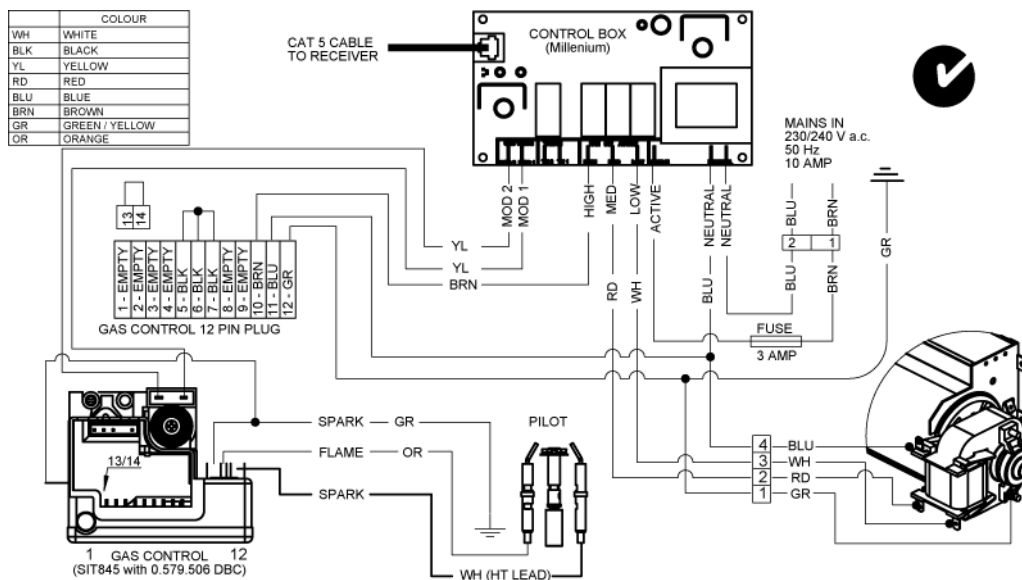 COLOUR
WH WHITE
BLK BLACK
YL YELLOW
RD RED
BLU BLUE
BRN BROWN
GR GREEN / YELLOW
OR ORANGE
CAT 5 CABLE
TO RECEIVER
CONTROL BOX
(Millenium)
MAINS IN
230/240 V a.c.
50 Hz
10 AMP
MOD 2
MOD 1
HIGH
MED
LOW
ACTIVE
NEUTRAL
NEUTRAL
BLU
BRN
2 1
BLU
BRN
GR
13
14
YL
YL
BRN
RD
WH
BLU
1 - EMPTY
2 - EMPTY
3 - EMPTY
4 - EMPTY
5 - BLK
6 - BLK
7 - BLK
8 - EMPTY
9 - EMPTY
10 - BRN
11 - BLU
12 - GR
GAS CONTROL 12 PIN PLUG
FUSE
3 AMP
SPARK GR
FLAME OR
SPARK
PILOT
WH (HT LEAD)
4 BLU
3 WH
2 RD
1 GR
13/14
1 GAS CONTROL 12
(SIT845 with 0.579.506 DBC)